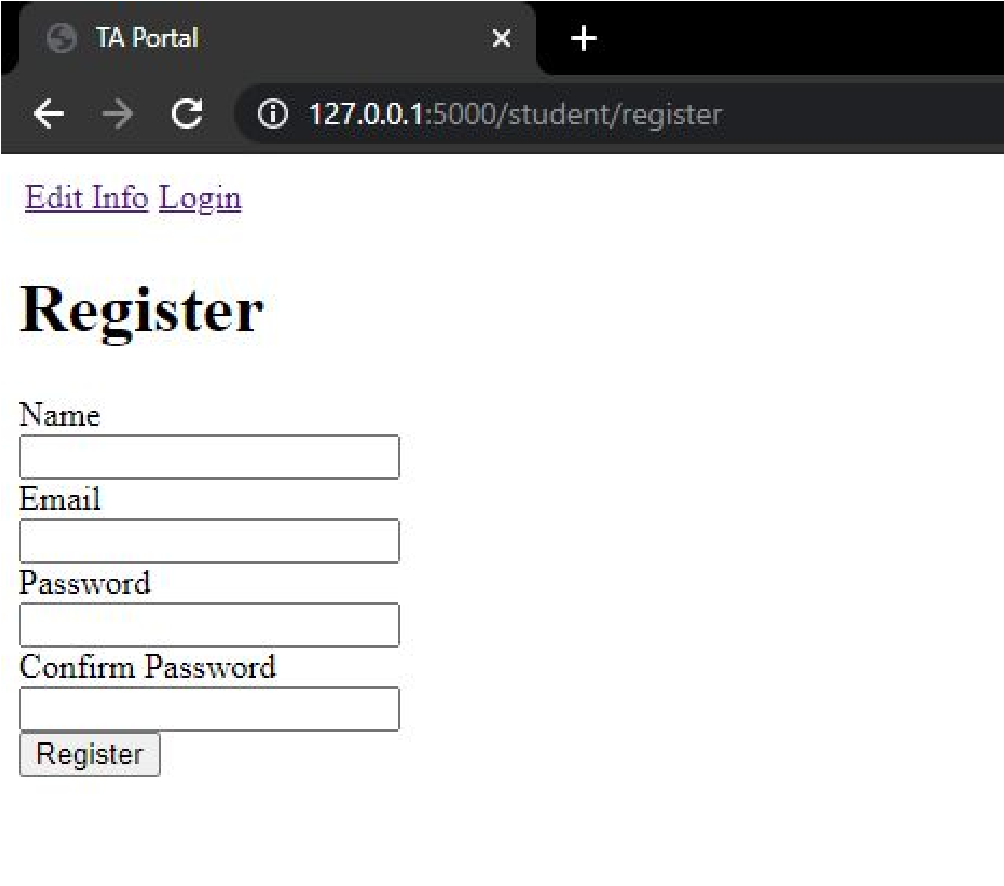 TA Portal
127.0.0.1:5000/student/register
Edit Info Login
Register
Name
Email
Password
Confirm Password
Register